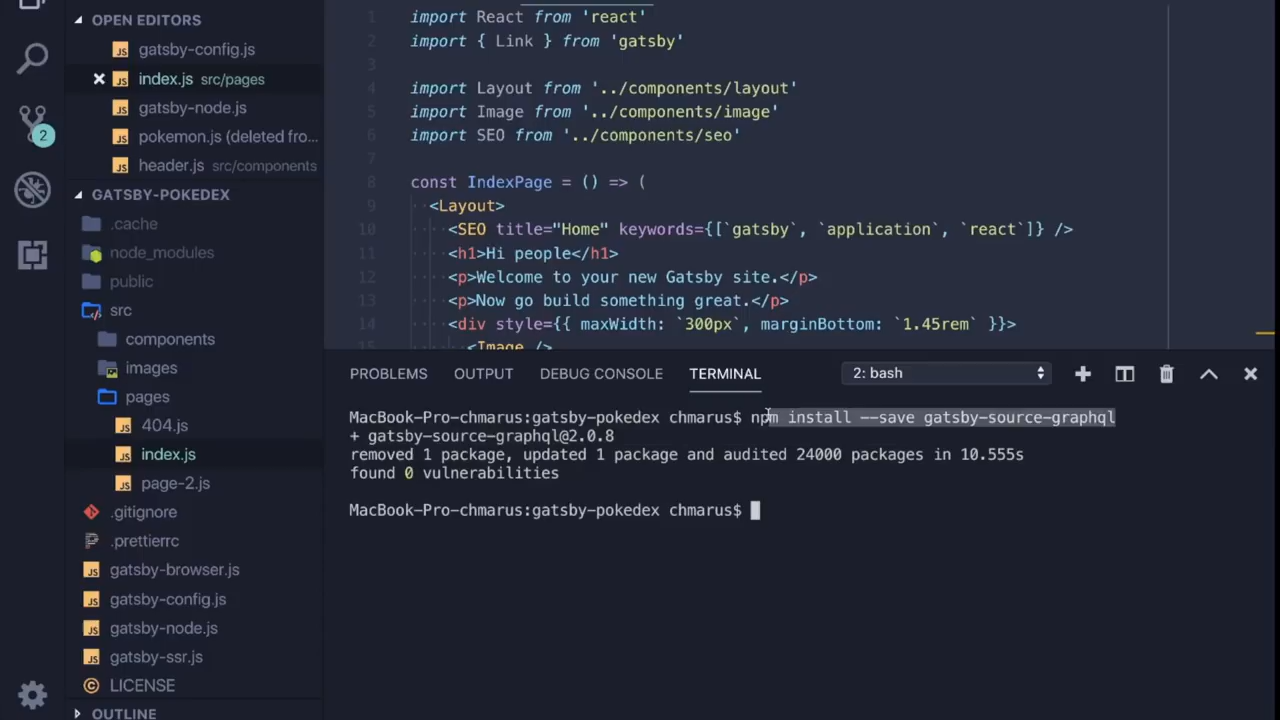 OPEN EDITORS
gatsby-config.js
index.js src/pages
gatsby-node.js
pokemon.js (deleted fro...
header.js src/components
2
GATSBY-POKEDEX
.cache
node_modules
public
src
components
images
pages
404.js
index.js
page-2.js
.gitignore
.prettierrc
gatsby-browser.js
gatsby-config.js
gatsby-node.js
gatsby-ssr.js
LICENSE
OUTLINE
1 import React from 'react'
2 import { Link } from 'gatsby'
3
4 import Layout from '../components/layout'
5 import Image from '../components/image'
6 import SEO from '../components/seo'
7
8 const IndexPage = () => (
9 <Layout>
10 <SEO title="Home" keywords={[`gatsby`, `application`, `react`]} />
11 <h1>Hi people</h1>
12 <p>Welcome to your new Gatsby site.</p>
13 <p>Now go build something great.</p>
14 <div style={{ maxWidth: `300px`, marginBottom: `1.45rem` }}>
15 <Image />
PROBLEMS OUTPUT DEBUG CONSOLE TERMINAL 2: bash
MacBook-Pro-chmarus:gatsby-pokedex chmarus$ npm install --save gatsby-source-graphql
+ gatsby-source-graphql@2.0.8
removed 1 package, updated 1 package and audited 24000 packages in 10.555s
found 0 vulnerabilities
MacBook-Pro-chmarus:gatsby-pokedex chmarus$